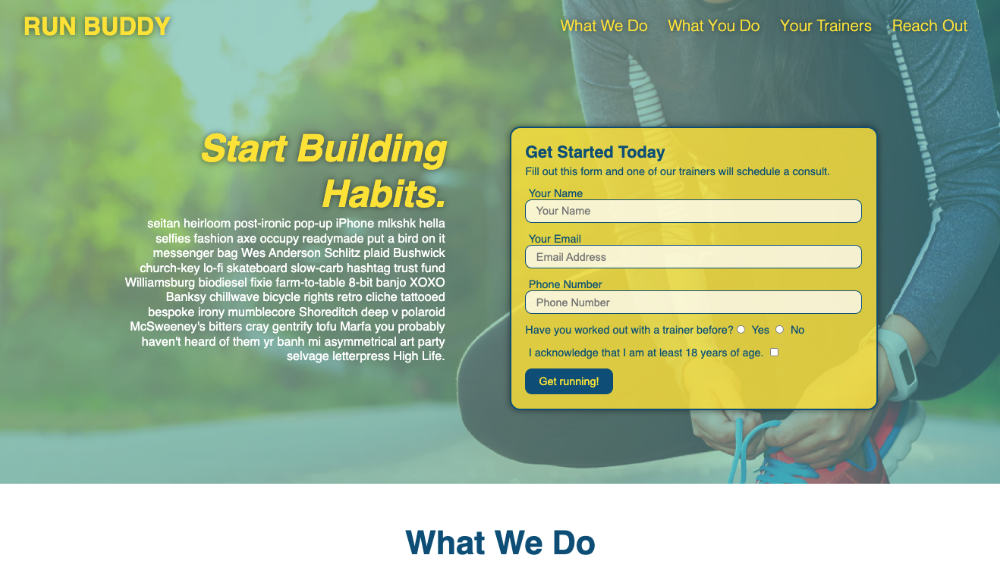 RUN BUDDY
What We Do
What You Do
Your Trainers
Reach Out
Start Building
Habits.
seitan heirloom post-ironic pop-up iPhone mlkshk hella
selfies fashion axe occupy readymade put a bird on it
messenger bag Wes Anderson Schlitz plaid Bushwick
church-key lo-fi skateboard slow-carb hashtag trust fund
Williamsburg biodiesel fixie farm-to-table 8-bit banjo XOXO
Banksy chillwave bicycle rights retro cliche tattooed
bespoke irony mumblecore Shoreditch deep v polaroid
McSweeney's bitters cray gentrify tofu Marfa you probably
haven't heard of them yr banh mi asymmetrical art party
selvage letterpress High Life.
Get Started Today
Fill out this form and one of our trainers will schedule a consult.
Your Name
Your Name
Your Email
Email Address
Phone Number
Phone Number
Have you worked out with a trainer before? Yes No
I acknowledge that I am at least 18 years of age.
Get running!
What We Do